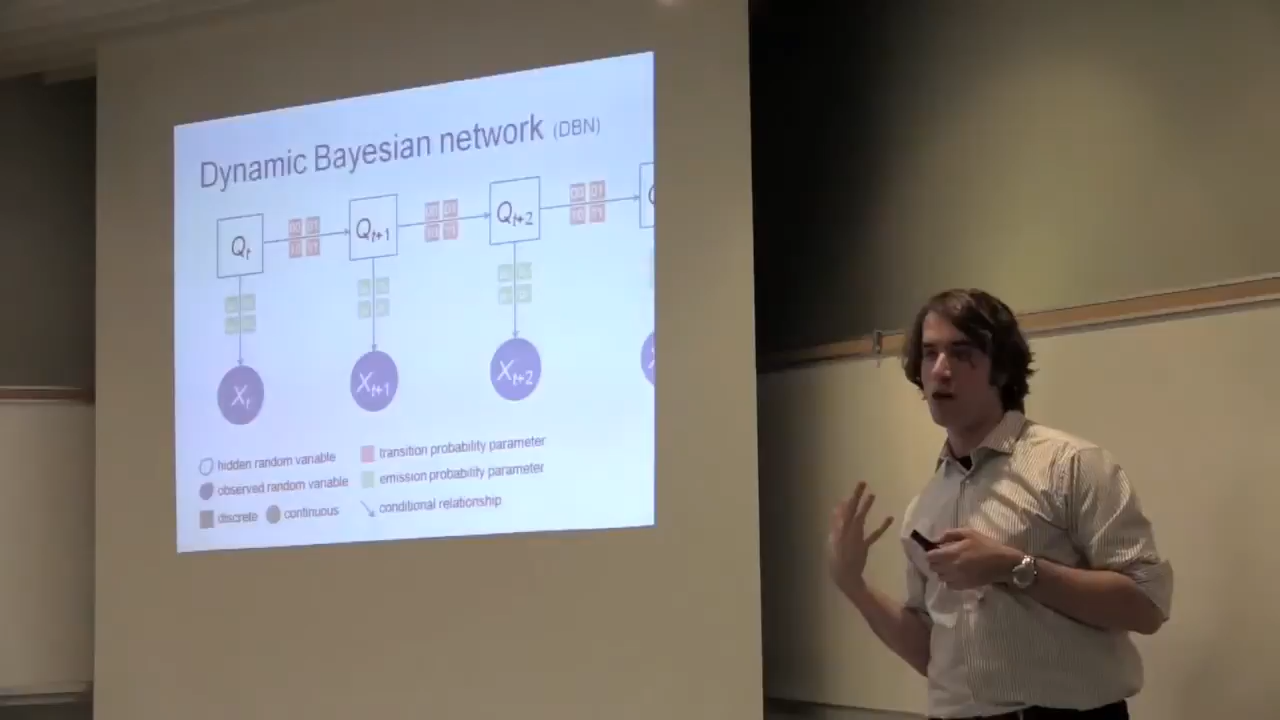 Dynamic Bayesian network (DBN)
Qt Qt+1 Qt+2
Xt Xt+1 Xt+2
hidden random variable
observed random variable
discrete continuous
transition probability parameter
emission probability parameter
conditional relationship